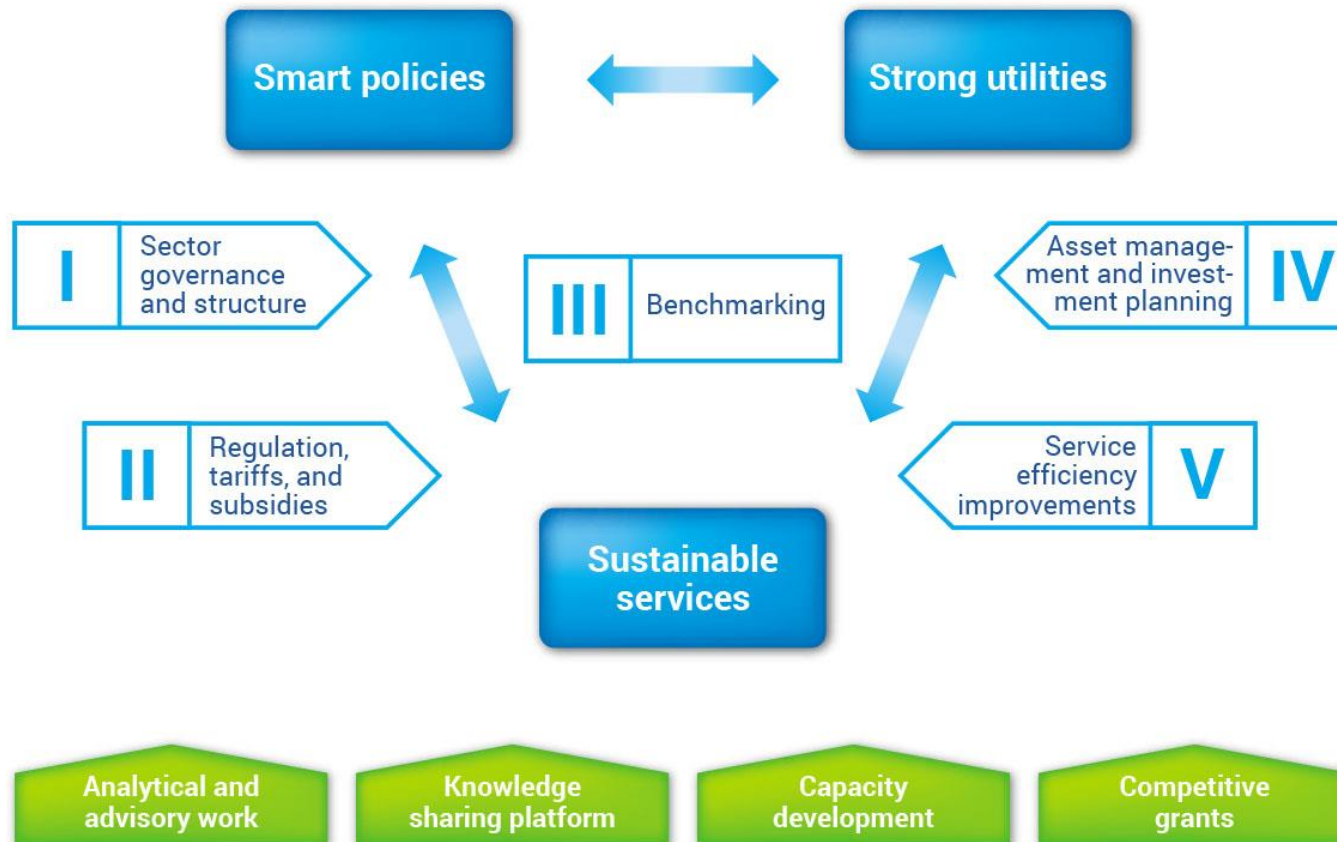 Smart policies
Strong utilities
I
Sector
governance
and structure
III
Benchmarking
Asset manage-
ment and invest-
ment planning
IV
II
Regulation,
tariffs, and
subsidies
Service
efficiency
improvements
V
Sustainable
services
Analytical and
advisory work
Knowledge
sharing platform
Capacity
development
Competitive
grants